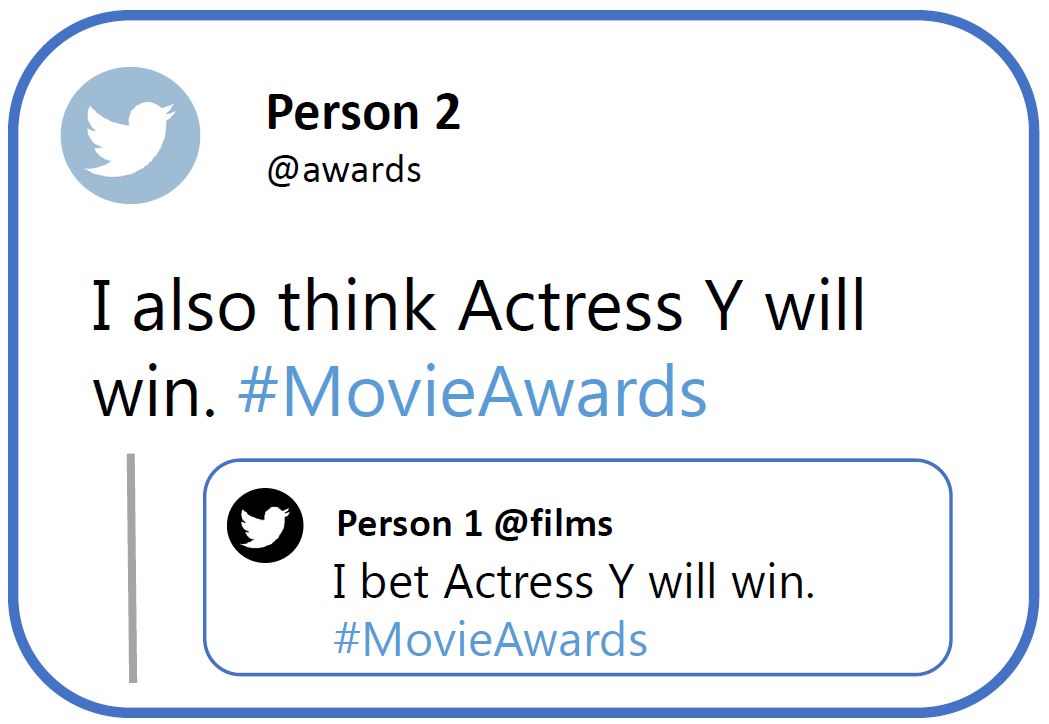 Person 2
@awards
I also think Actress Y will
win. #MovieAwards
Person 1 @films
I bet Actress Y will win.
#MovieAwards